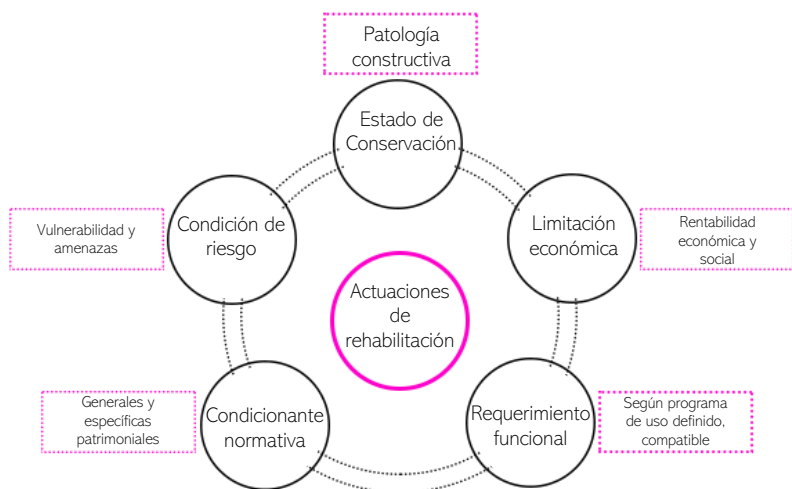 Patología
constructiva
Estado de
Conservación
Condición de
riesgo
Vulnerabilidad y
amenazas
Limitación
económica
Rentabilidad
económica y
social
Actuaciones
de
rehabilitación
Condicionante
normativa
Generales y
específicas
patrimoniales
Requerimiento
funcional
Según programa
de uso definido,
compatible